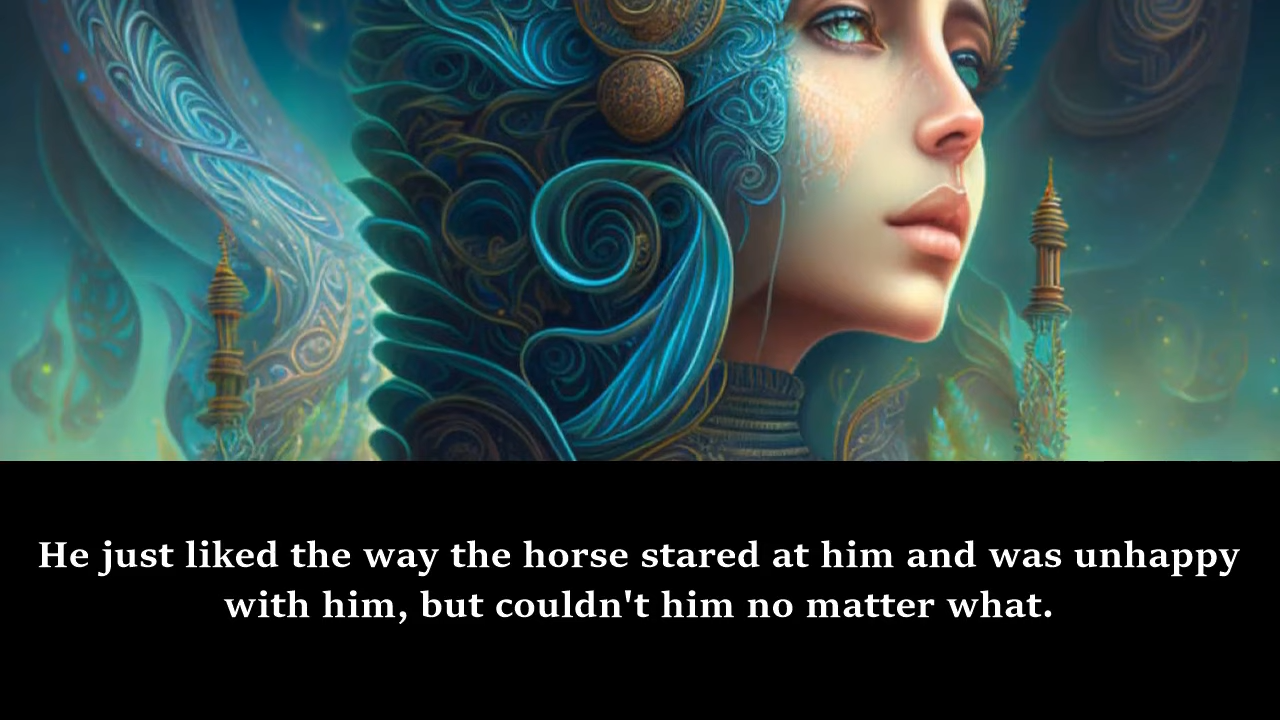 He just liked the way the horse stared at him and was unhappy
with him, but couldn't him no matter what.